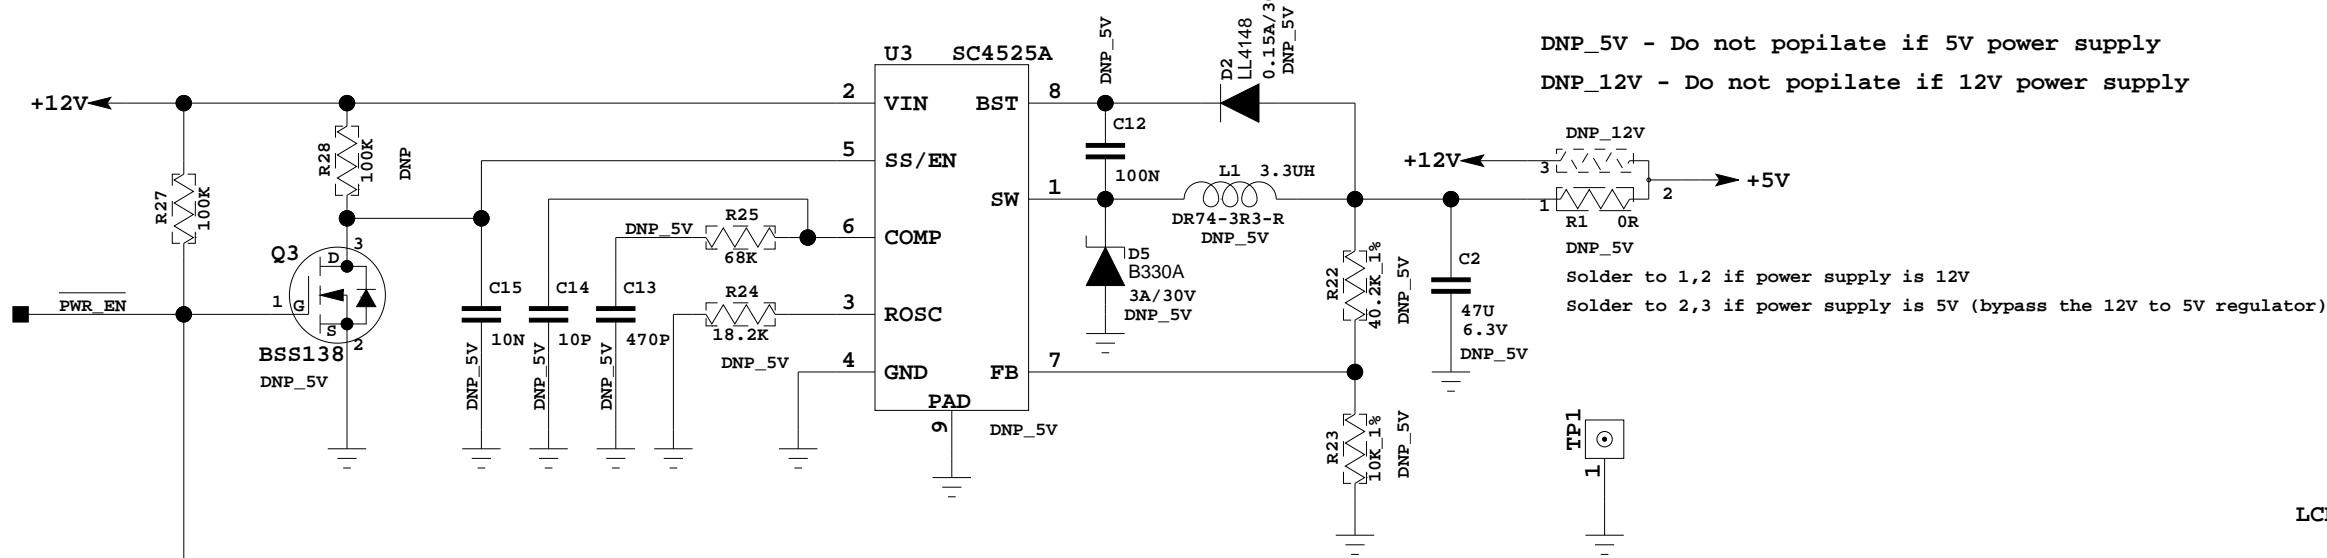 DNP_5V - Do not popilate if 5V power supply
DNP_12V - Do not popilate if 12V power supply
U3 SC4525A
+12V
2 VIN
5 SS/EN
6 COMP
3 ROSC
4 GND
PAD
9
DNP_5V
BST 8
SW 1
FB 7
R27
100K
R28
100K
DNP
PWR_EN
Q3
3
D
1 G
S
2
BSS138
DNP_5V
C15
10N
DNP_5V
C14
10P
DNP_5V
C13
470P
DNP_5V
DNP_5V
R25
68K
R24
18.2K
DNP_5V
DNP_5V
C12
100N
D2
LL4148
DNP_5V
L1 3.3UH
DR74-3R3-R
DNP_5V
D5
B330A
3A/30V
DNP_5V
R22
40.2K_1%
DNP_5V
R23
10K_1%
DNP_5V
C2
47U
6.3V
DNP_5V
DNP_12V
+12V
3
+5V
2
1
R1 0R
DNP_5V
Solder to 1,2 if power supply is 12V
Solder to 2,3 if power supply is 5V (bypass the 12V to 5V regulator)
TP1
1